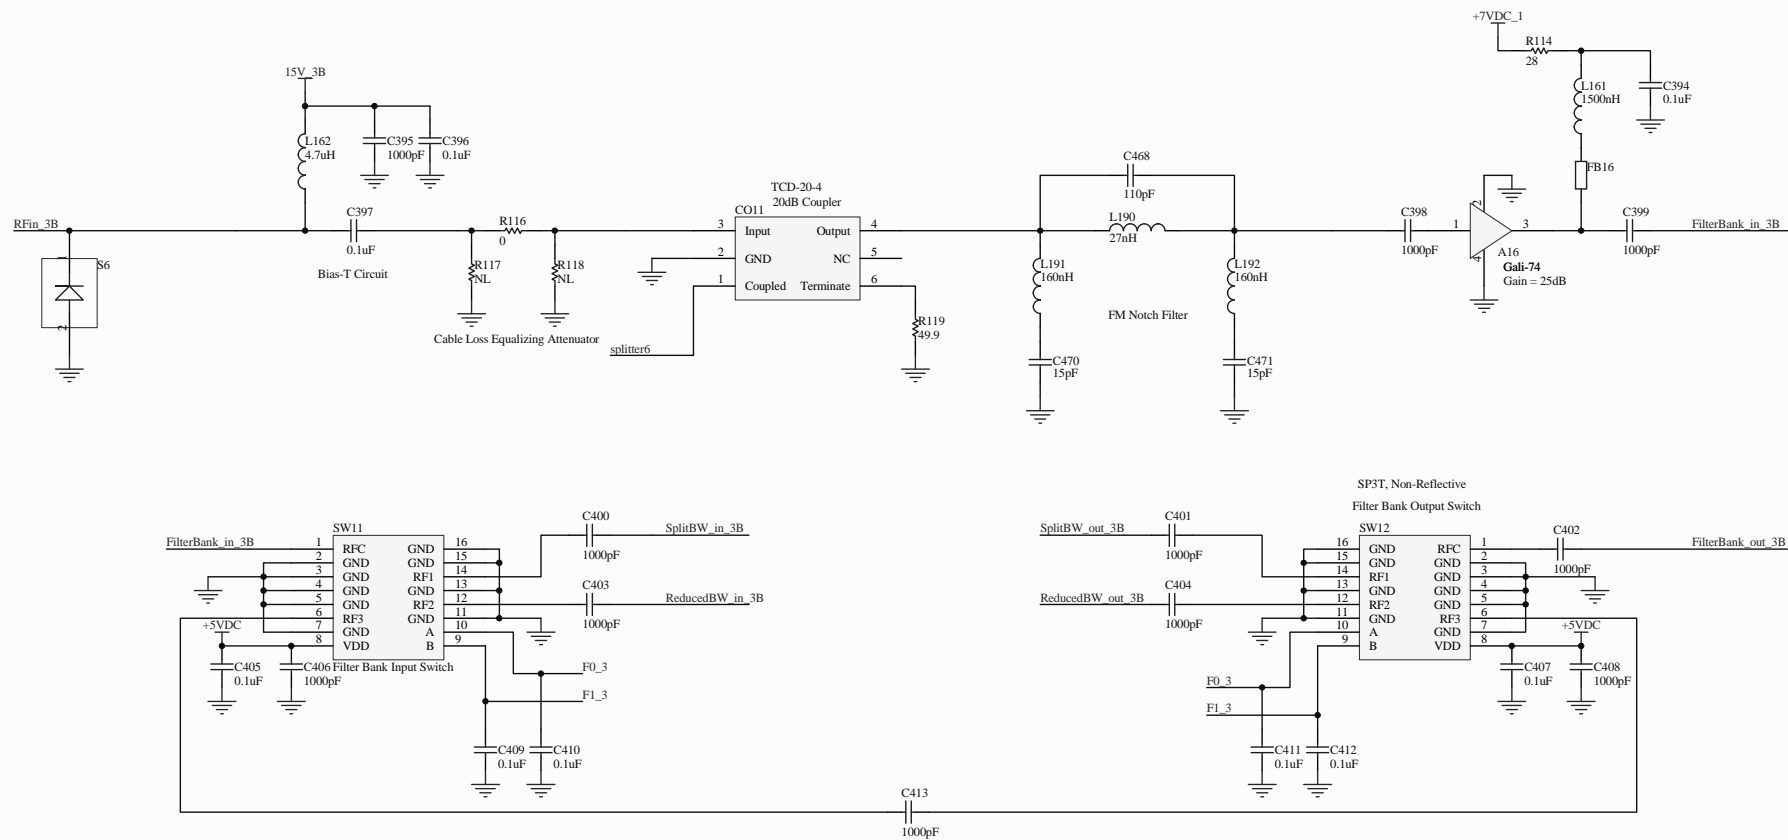 +7VDC_1
R114
28
L161
1500nH
C394
0.1uF
FB16
15V_3B
L162
4.7uH
C395
1000pF
C396
0.1uF
C468
110pF
TCD-20-4
20dB Coupler
CO11
RFin_3B
C397
0.1uF
Bias-T Circuit
R116
0
R117
NL
R118
NL
Cable Loss Equalizing Attenuator
3 Input Output 4
2 GND NC 5
1 Coupled Terminate 6
splitter6
R119
49.9
L190
27nH
L191
160nH
L192
160nH
FM Notch Filter
C470
15pF
C471
15pF
C398
1000pF
1
2
3
4
A16
Gali-74
Gain = 25dB
C399
1000pF
FilterBank_in_3B
S6
1
2
FilterBank_in_3B
SW11
1 RFC GND 16
2 GND GND 15
3 GND RF1 14
4 GND GND 13
5 GND RF2 12
6 RF3 GND 11
7 GND A 10
8 VDD B 9
Filter Bank Input Switch
+5VDC
C405
0.1uF
C406
1000pF
C400
1000pF
SplitBW_in_3B
C403
1000pF
ReducedBW_in_3B
F0_3
F1_3
C409
0.1uF
C410
0.1uF
C413
1000pF
SP3T, Non-Reflective
Filter Bank Output Switch
SW12
SplitBW_out_3B
C401
1000pF
ReducedBW_out_3B
C404
1000pF
16 GND RFC 1
15 GND GND 2
14 RF1 GND 3
13 GND GND 4
12 RF2 GND 5
11 GND RF3 6
10 A GND 7
9 B VDD 8
C402
1000pF
FilterBank_out_3B
+5VDC
C407
0.1uF
C408
1000pF
F0_3
F1_3
C411
0.1uF
C412
0.1uF